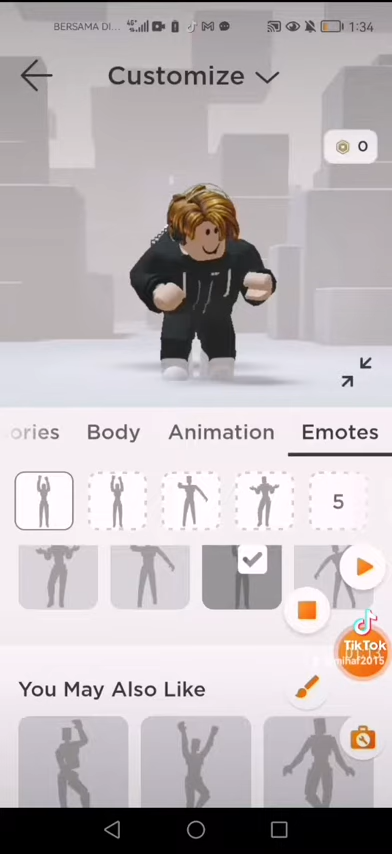 BERSAMA DI...
1:34
Customize
0
ories
Body
Animation
Emotes
5
TikTok
You May Also Like